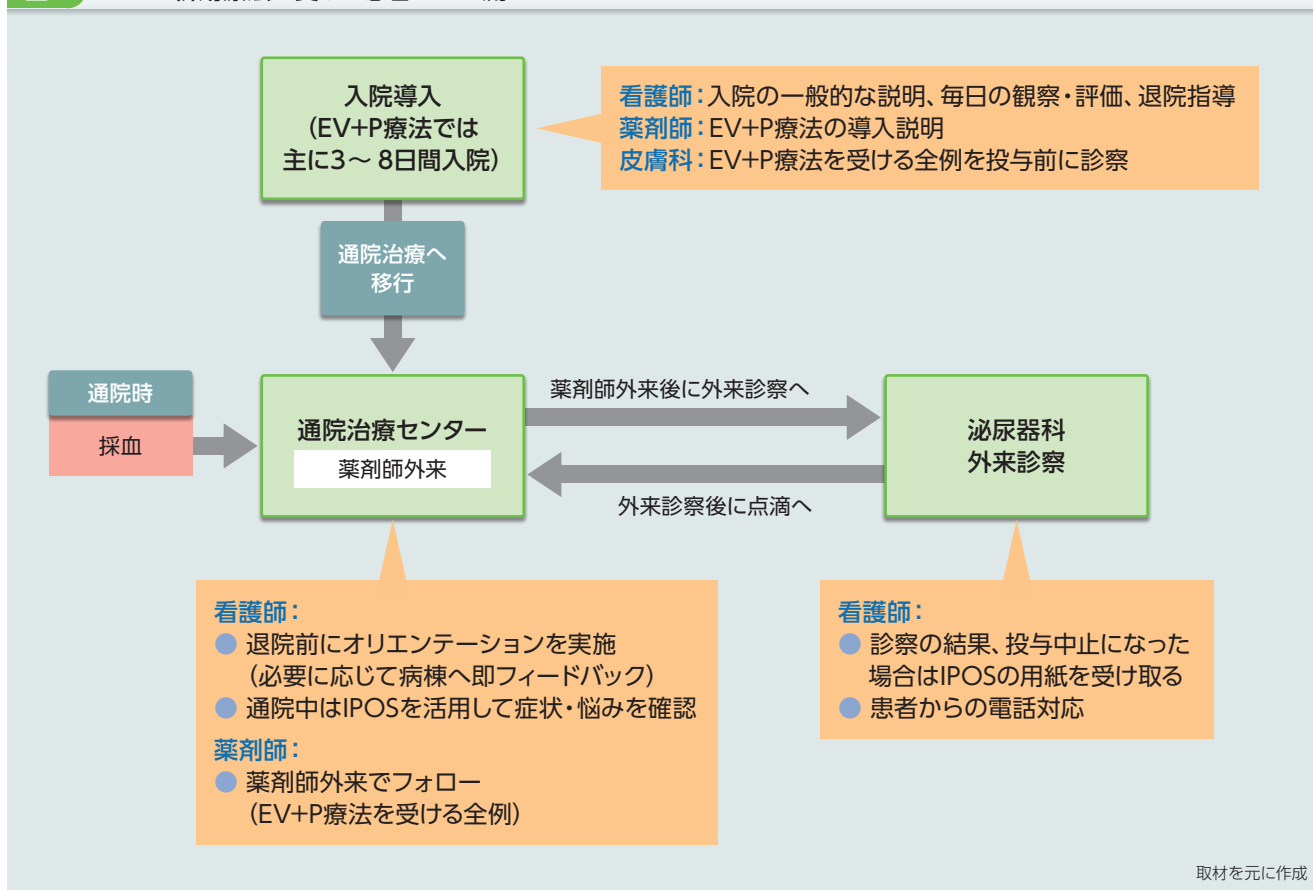 入院導入
(EV+P療法では
主に3～8日間入院)
看護師：入院の一般的な説明、毎日の観察・評価、退院指導
薬剤師：EV+P療法の導入説明
皮膚科：EV+P療法を受ける全例を投与前に診察
通院治療へ
移行
通院時
採血
通院治療センター
薬剤師外来
薬剤師外来後に外来診察へ
外来診察後に点滴へ
泌尿器科
外来診察
看護師：
● 退院前にオリエンテーションを実施
(必要に応じて病棟へ即フィードバック)
● 通院中はIPOSを活用して症状・悩みを確認
薬剤師：
● 薬剤師外来でフォロー
(EV+P療法を受ける全例)
看護師：
● 診察の結果、投与中止になった
場合はIPOSの用紙を受け取る
● 患者からの電話対応
取材を元に作成